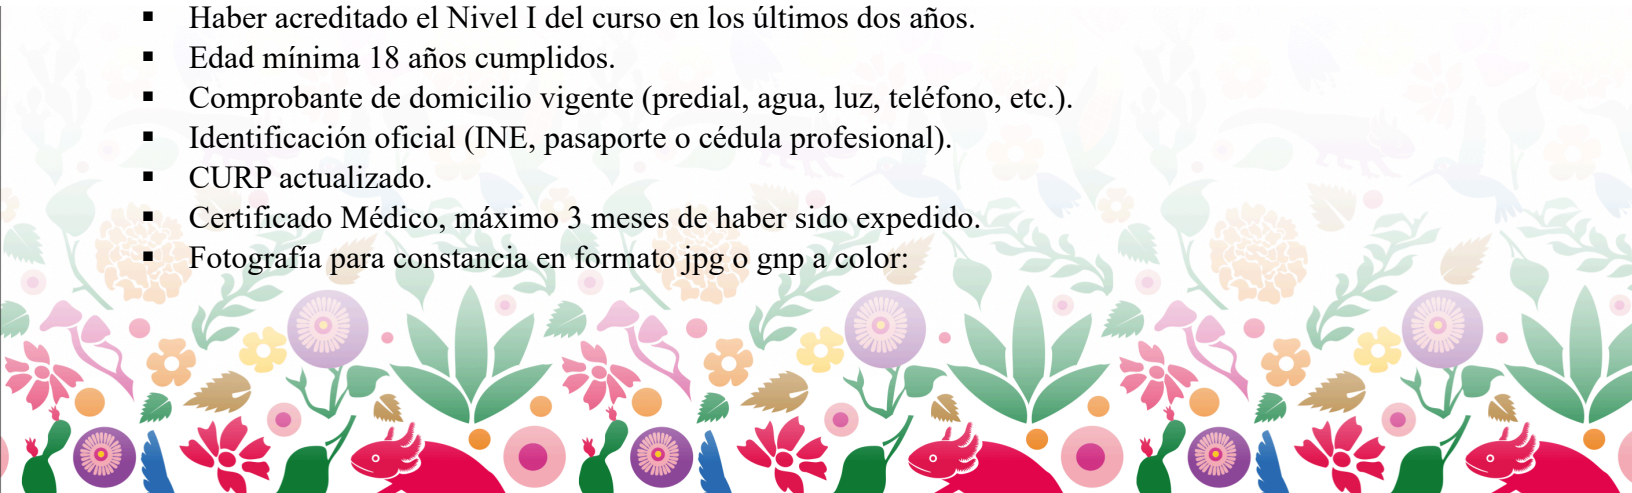 ▪ Haber acreditado el Nivel I del curso en los últimos dos años.
▪ Edad mínima 18 años cumplidos.
▪ Comprobante de domicilio vigente (predial, agua, luz, teléfono, etc.).
▪ Identificación oficial (INE, pasaporte o cédula profesional).
▪ CURP actualizado.
▪ Certificado Médico, máximo 3 meses de haber sido expedido.
▪ Fotografía para constancia en formato jpg o gnp a color: